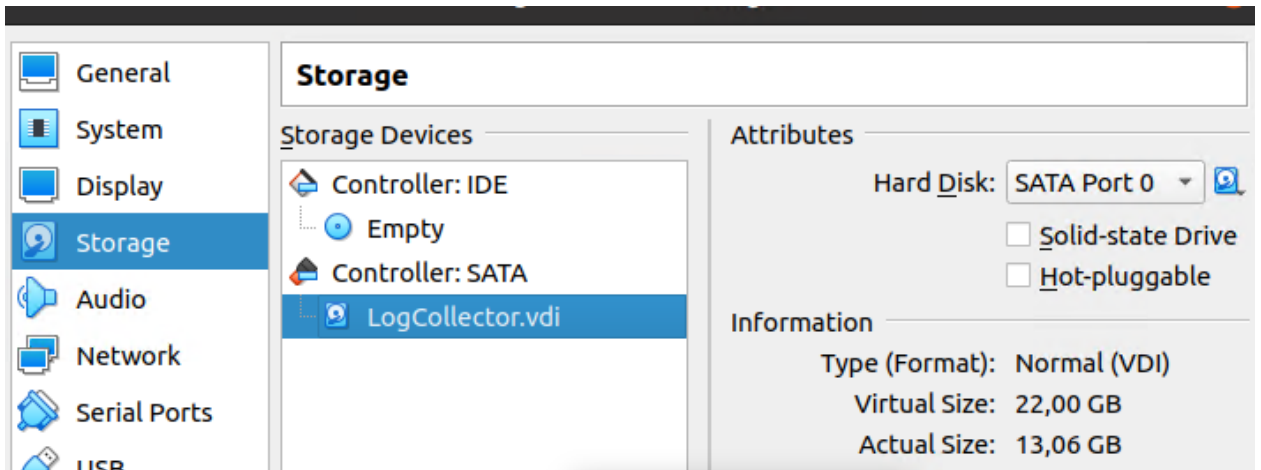 General
System
Display
Storage
Audio
Network
Serial Ports
USB
Storage
Storage Devices
Controller: IDE
Empty
Controller: SATA
LogCollector.vdi
Attributes
Hard Disk: SATA Port 0
Solid-state Drive
Hot-pluggable
Information
Type (Format): Normal (VDI)
Virtual Size: 22,00 GB
Actual Size: 13,06 GB